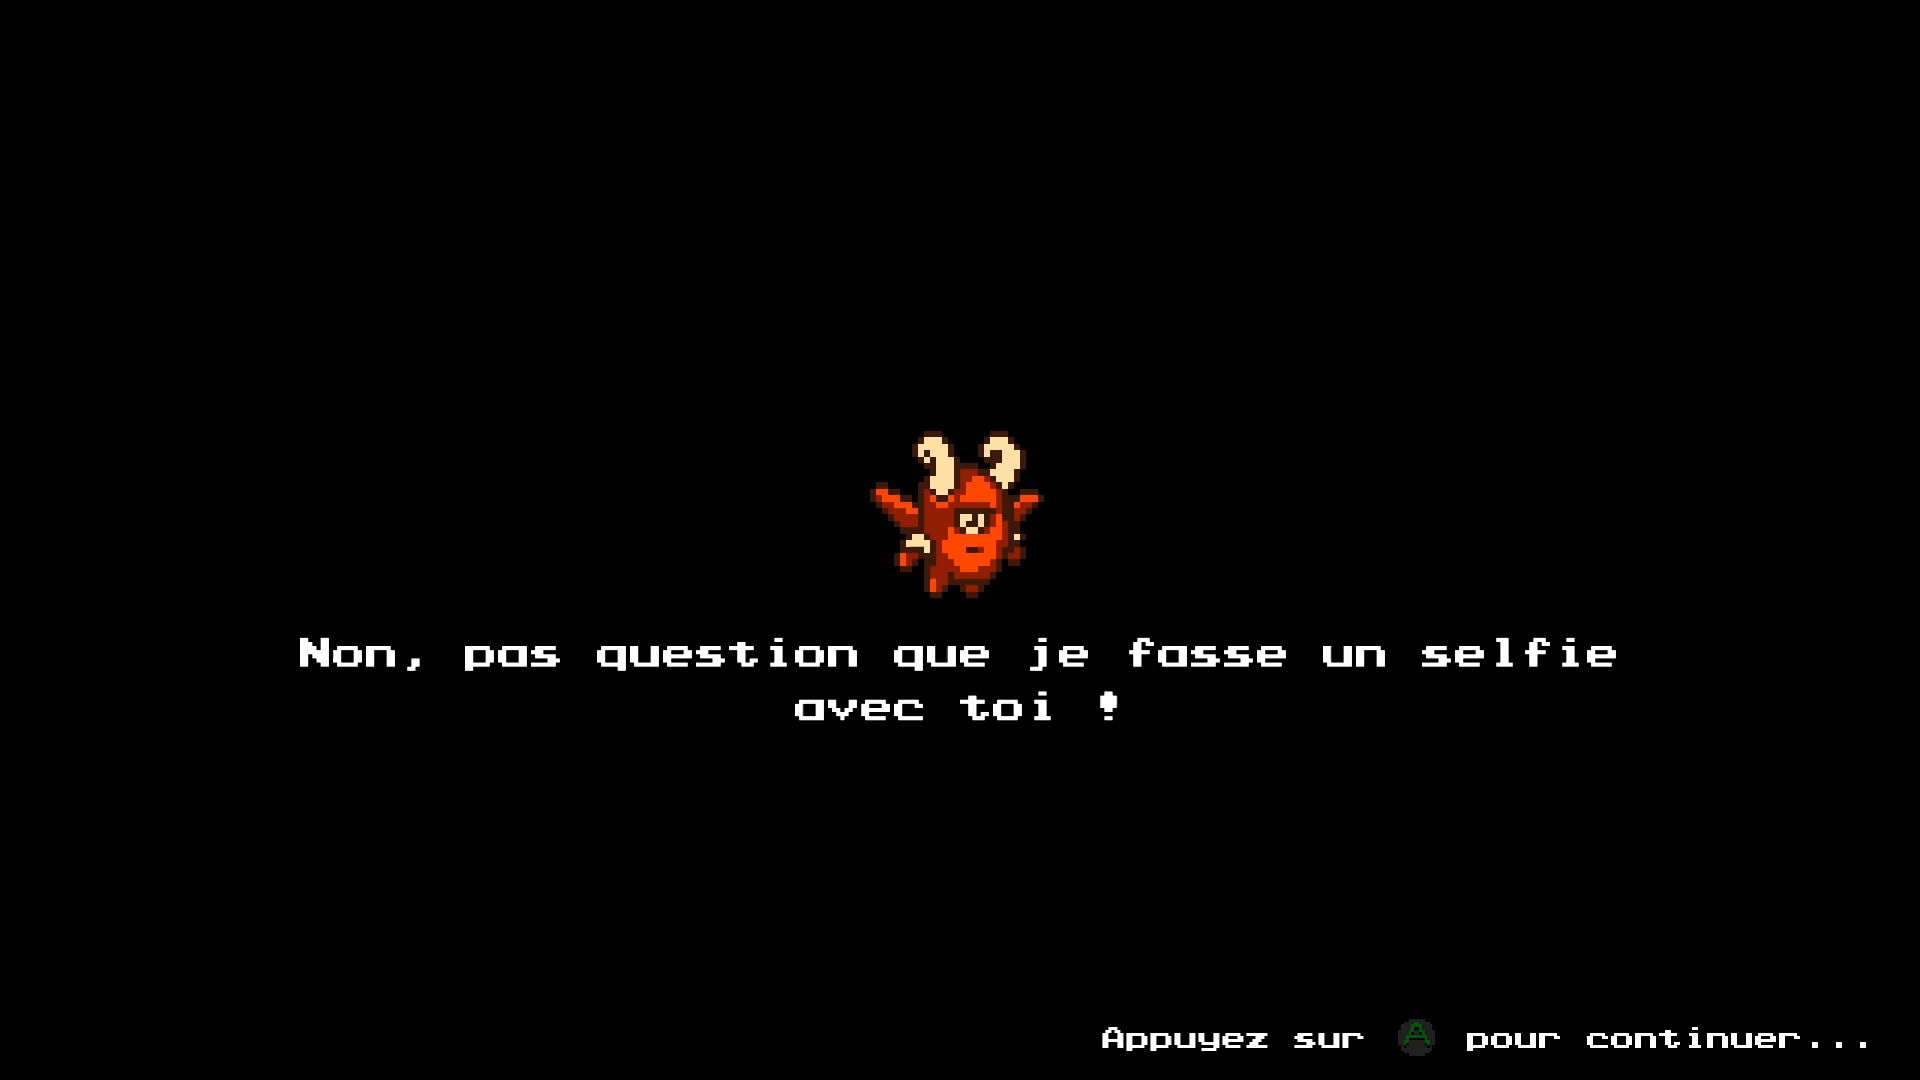 Non, pas question que je fasse un selfie
avec toi !
Appuyez sur A pour continuer...